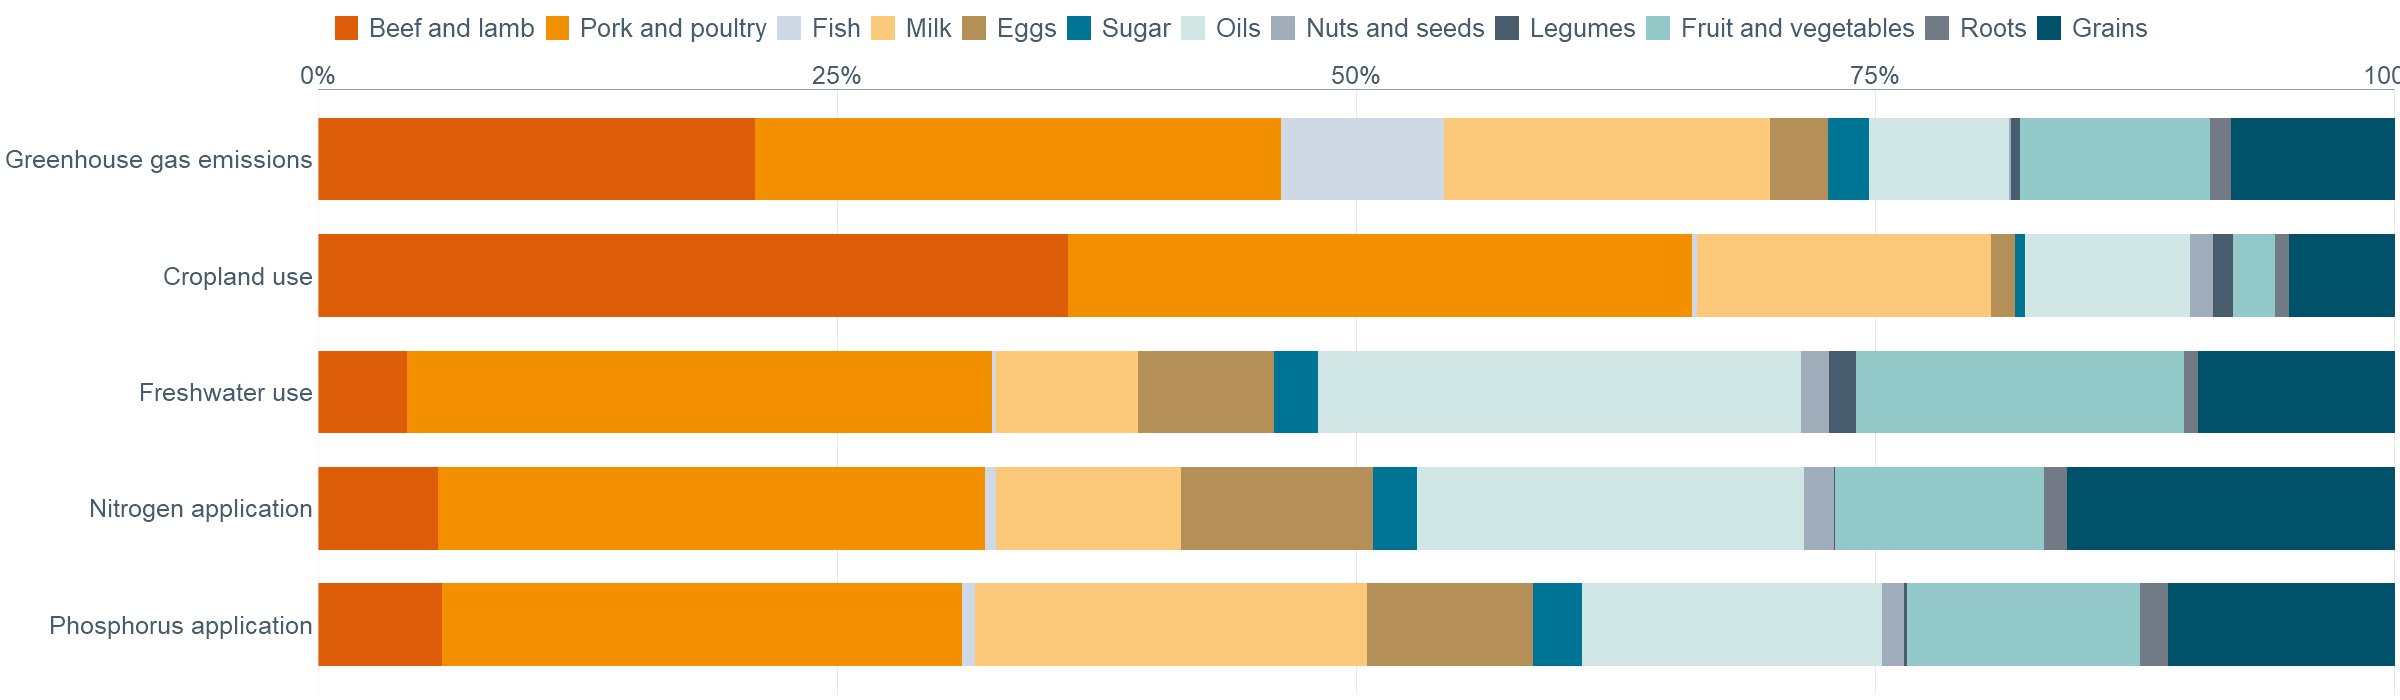 Beef and lamb Pork and poultry Fish Milk Eggs Sugar Oils Nuts and seeds Legumes Fruit and vegetables Roots Grains
0% 25% 50% 75% 100
Greenhouse gas emissions
Cropland use
Freshwater use
Nitrogen application
Phosphorus application